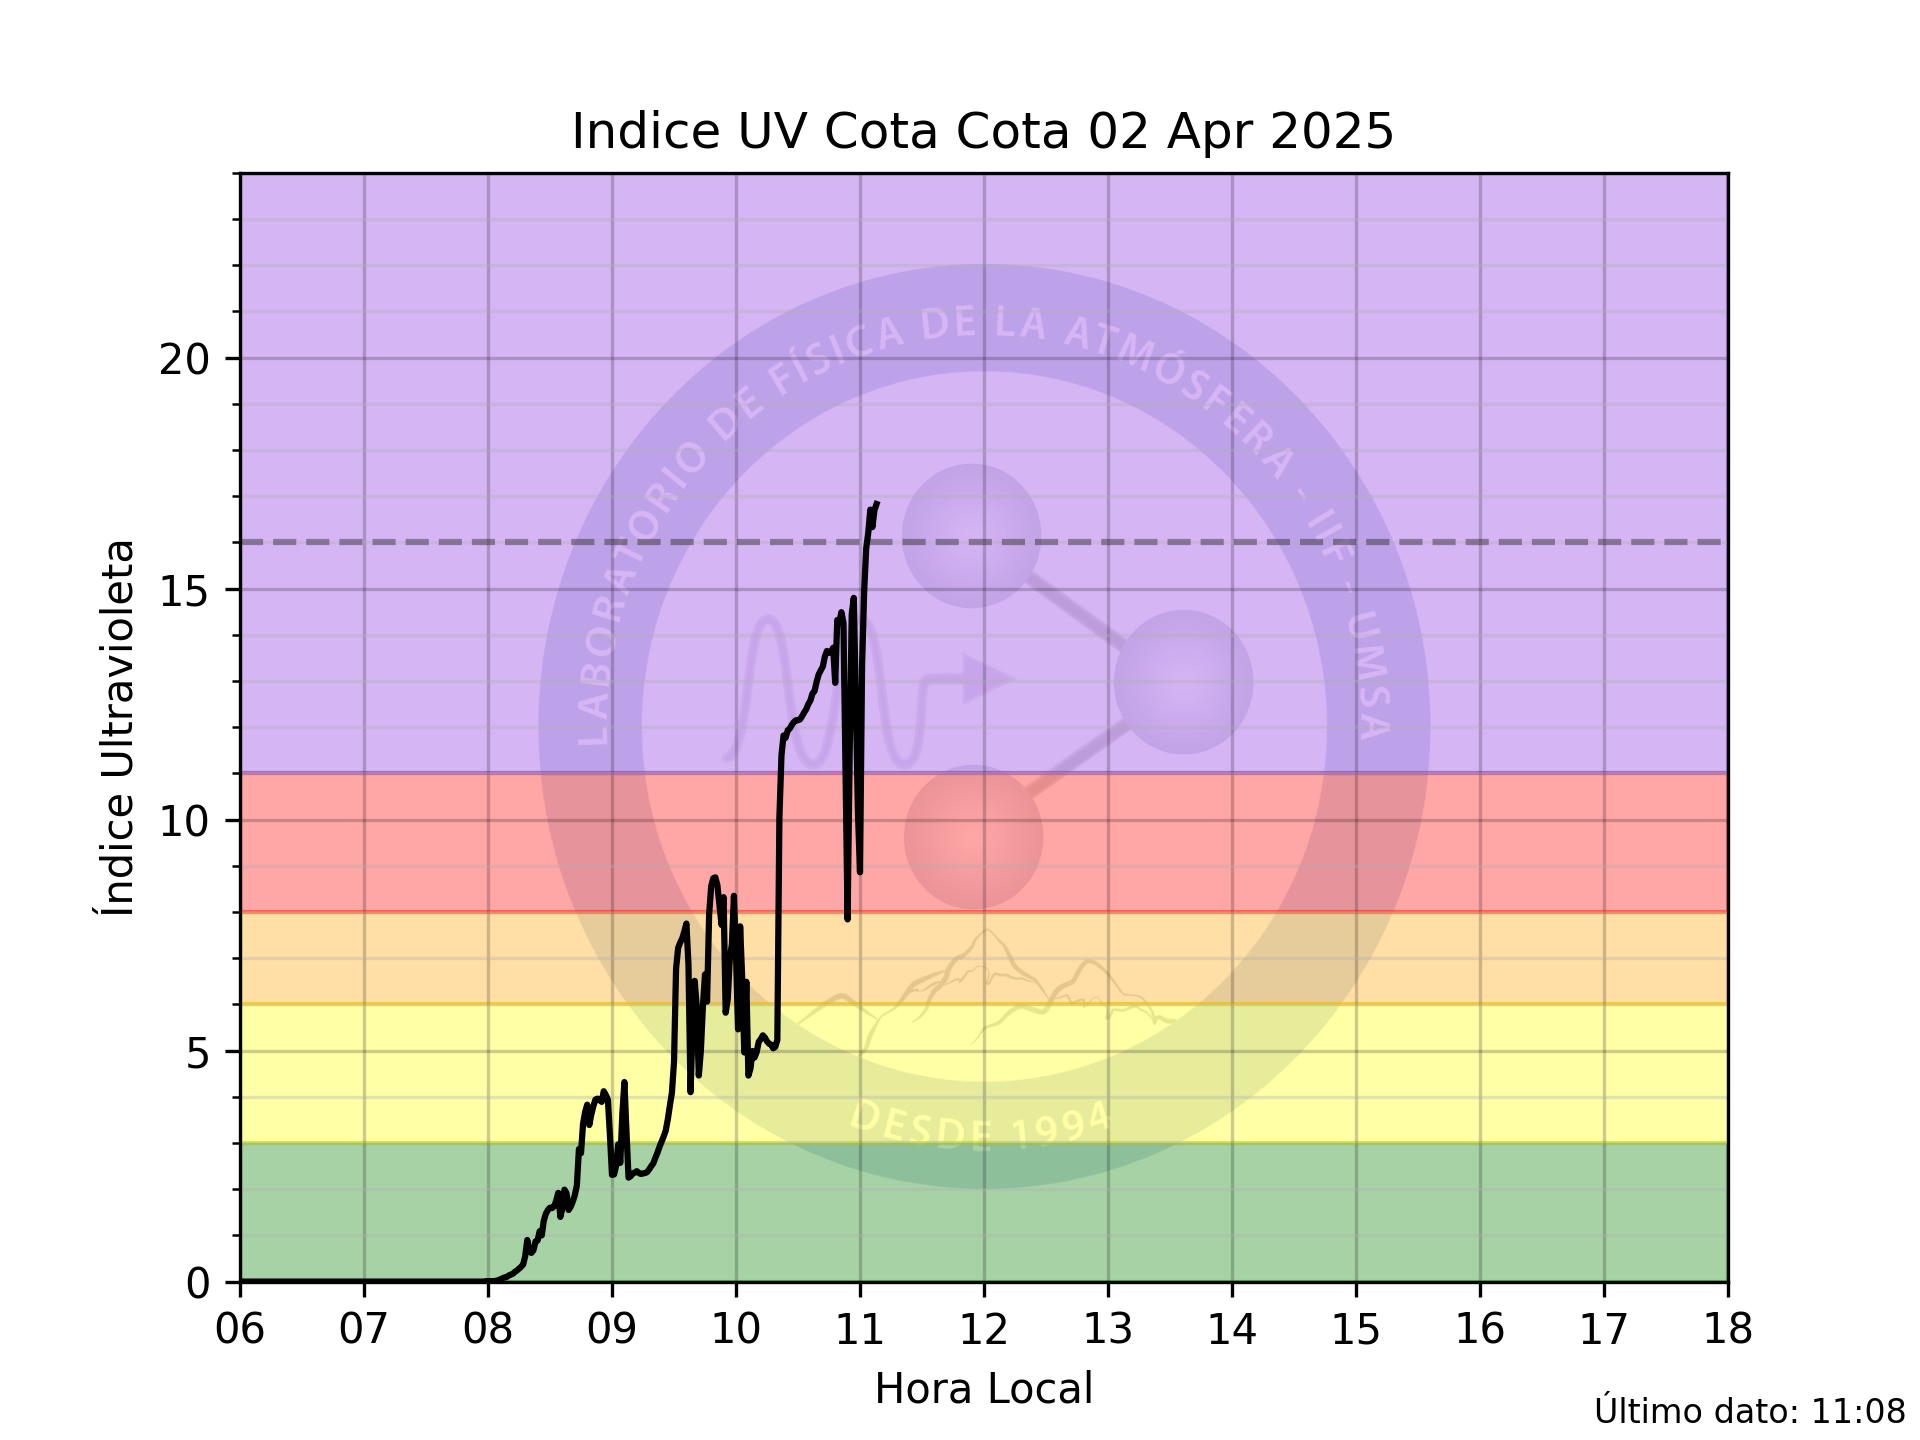 Indice UV Cota Cota 02 Apr 2025
Índice Ultravioleta
20
15
10
5
0
LABORATORIO DE FÍSICA DE LA ATMÓSFERA - IIF - UMSA
DESDE 1994
06 07 08 09 10 11 12 13 14 15 16 17 18
Hora Local
Último dato: 11:08